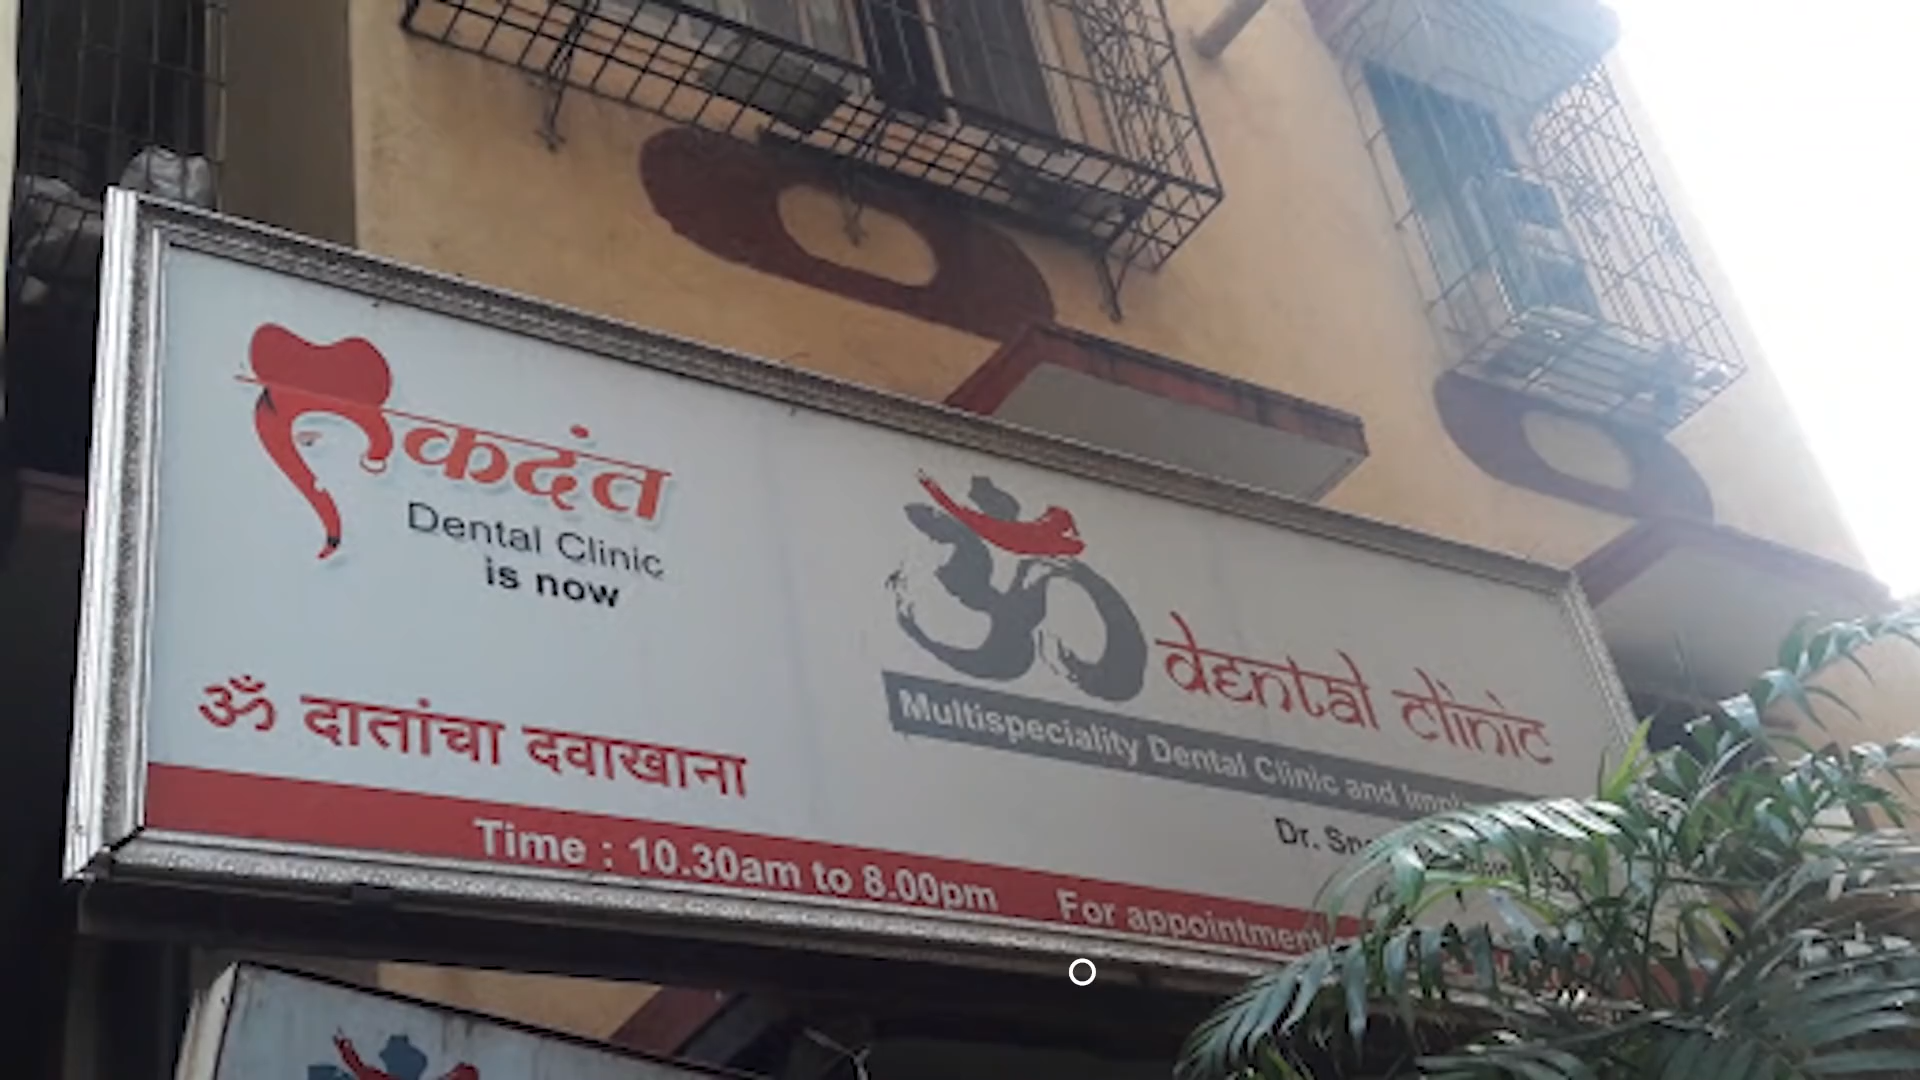 एकदंत
Dental Clinic
is now
ॐ दातांचा दवाखाना
ॐ dental clinic
Multispeciality Dental Clinic and
Dr.
Time : 10.30am to 8.00pm For appointment